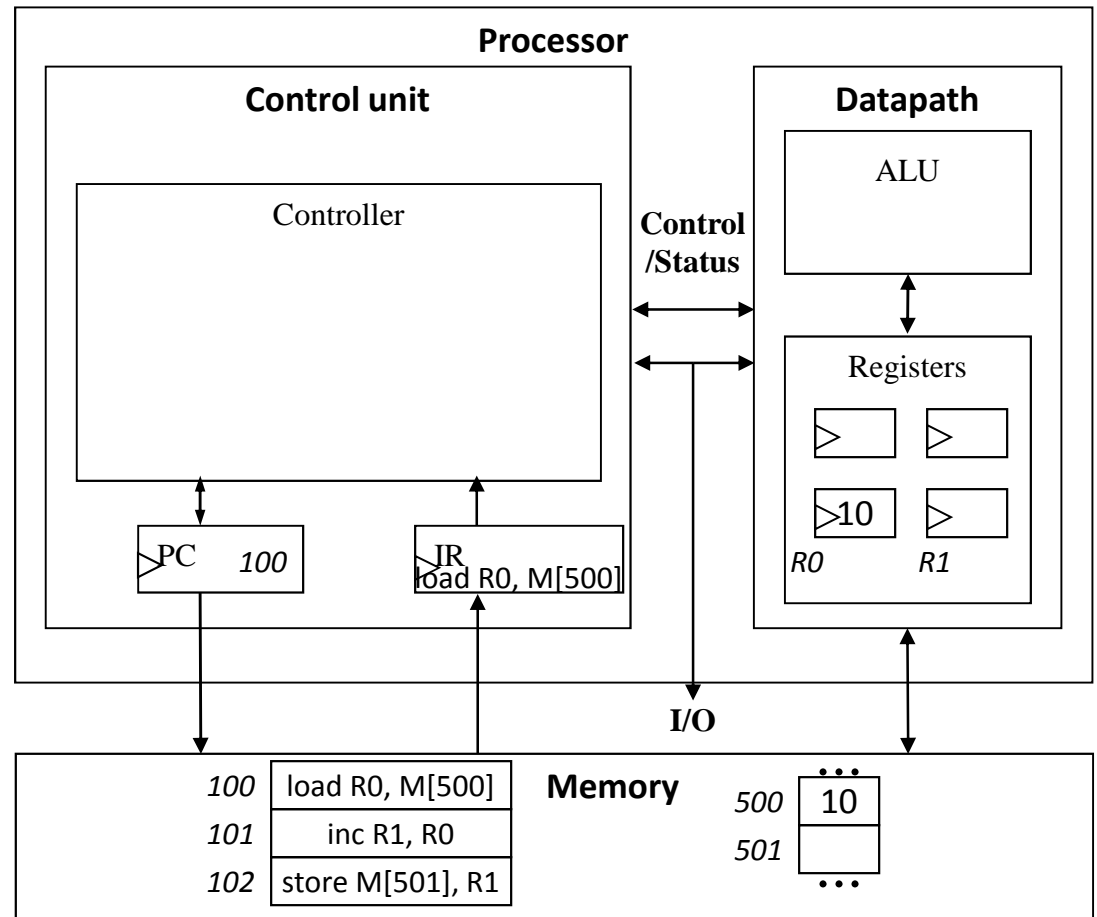 Processor
Control unit
Datapath
ALU
Controller
Control
/Status
Registers
10
R0 R1
PC 100
IR
load R0, M[500]
I/O
Memory
100 load R0, M[500]
101 inc R1, R0
102 store M[501], R1
...
500 10
501
...